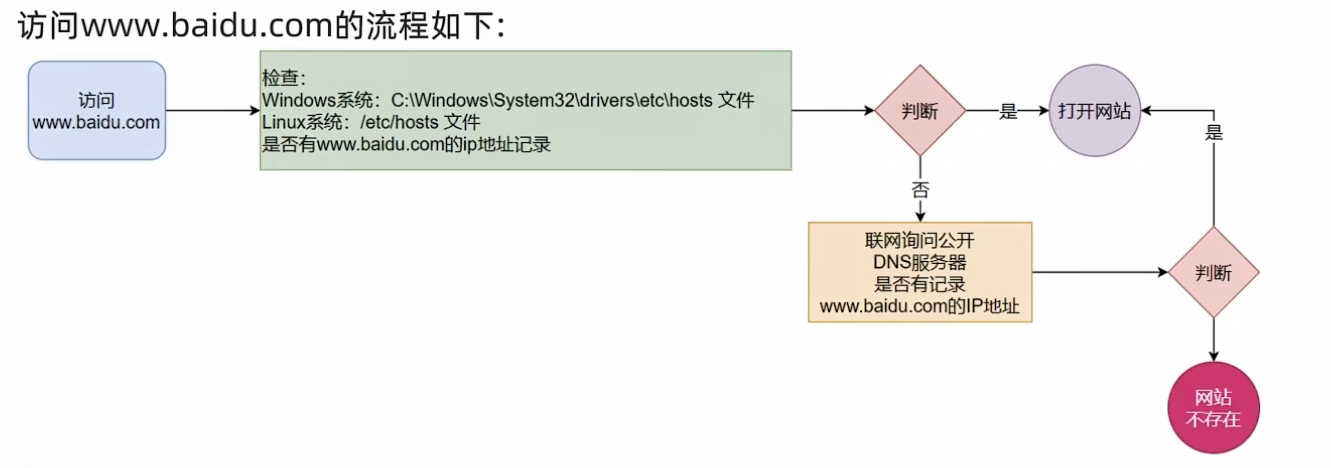 访问www.baidu.com的流程如下：
访问
www.baidu.com
检查：
Windows系统：C:\Windows\System32\drivers\etc\hosts 文件
Linux系统：/etc/hosts 文件
是否有www.baidu.com的ip地址记录
判断
是
打开网站
是
否
联网询问公开
DNS服务器
是否有记录
www.baidu.com的IP地址
判断
网站
不存在